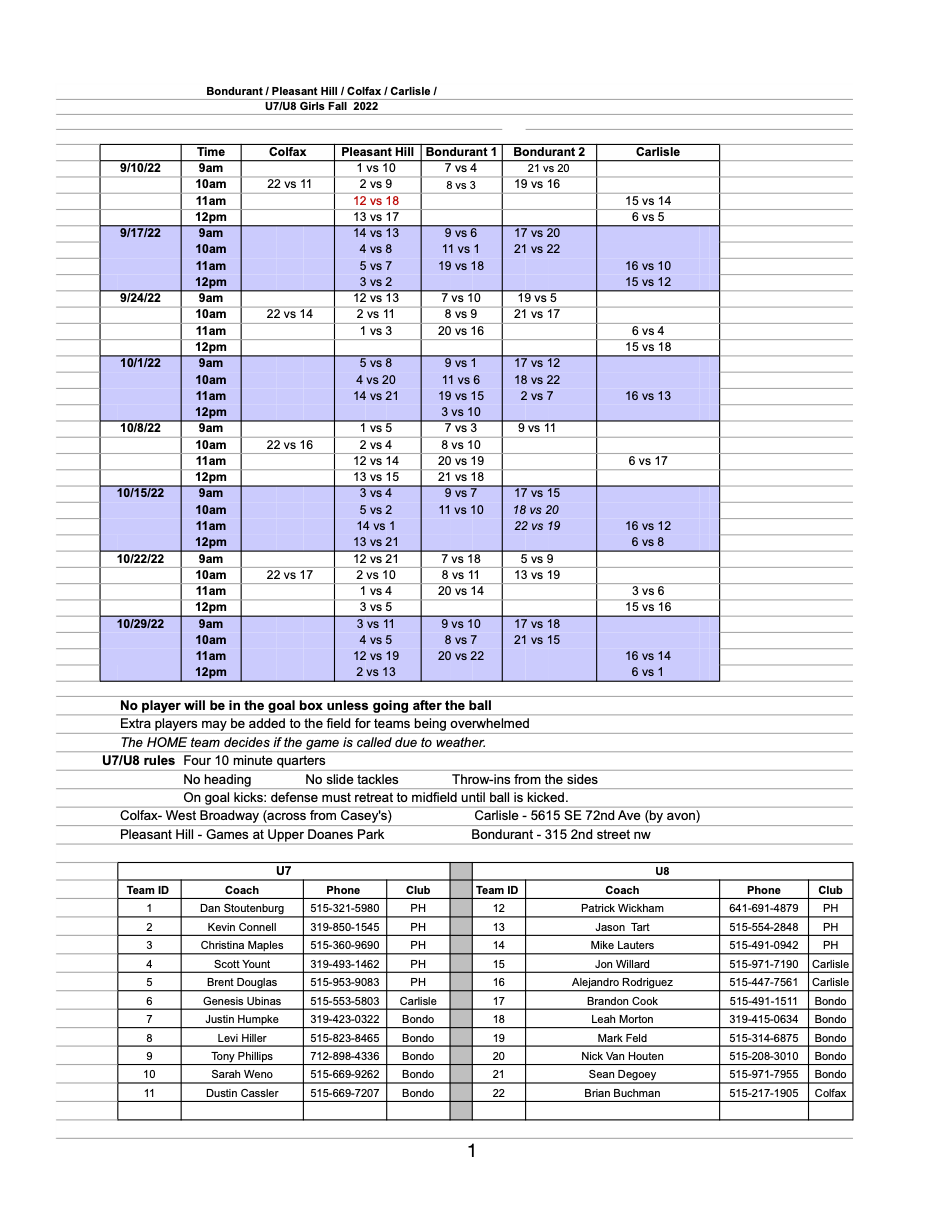 Bondurant / Pleasant Hill / Colfax / Carlisle /
U7/U8 Girls Fall 2022
Time Colfax Pleasant Hill Bondurant 1 Bondurant 2 Carlisle
9/10/22 9am 1 vs 10 7 vs 4 21 vs 20
10am 22 vs 11 2 vs 9 8 vs 3 19 vs 16
11am 12 vs 18 15 vs 14
12pm 13 vs 17 6 vs 5
9/17/22 9am 14 vs 13 9 vs 6 17 vs 20
10am 4 vs 8 11 vs 1 21 vs 22
11am 5 vs 7 19 vs 18 16 vs 10
12pm 3 vs 2 15 vs 12
9/24/22 9am 12 vs 13 7 vs 10 19 vs 5
10am 22 vs 14 2 vs 11 8 vs 9 21 vs 17
11am 1 vs 3 20 vs 16 6 vs 4
12pm 15 vs 18
10/1/22 9am 5 vs 8 9 vs 1 17 vs 12
10am 4 vs 20 11 vs 6 18 vs 22
11am 14 vs 21 19 vs 15 2 vs 7 16 vs 13
12pm 3 vs 10
10/8/22 9am 1 vs 5 7 vs 3 9 vs 11
10am 22 vs 16 2 vs 4 8 vs 10
11am 12 vs 14 20 vs 19 6 vs 17
12pm 13 vs 15 21 vs 18
10/15/22 9am 3 vs 4 9 vs 7 17 vs 15
10am 5 vs 2 11 vs 10 18 vs 20
11am 14 vs 1 22 vs 19 16 vs 12
12pm 13 vs 21 6 vs 8
10/22/22 9am 12 vs 21 7 vs 18 5 vs 9
10am 22 vs 17 2 vs 10 8 vs 11 13 vs 19
11am 1 vs 4 20 vs 14 3 vs 6
12pm 3 vs 5 15 vs 16
10/29/22 9am 3 vs 11 9 vs 10 17 vs 18
10am 4 vs 5 8 vs 7 21 vs 15
11am 12 vs 19 20 vs 22 16 vs 14
12pm 2 vs 13 6 vs 1
No player will be in the goal box unless going after the ball
Extra players may be added to the field for teams being overwhelmed
The HOME team decides if the game is called due to weather.
U7/U8 rules Four 10 minute quarters
No heading No slide tackles Throw-ins from the sides
On goal kicks: defense must retreat to midfield until ball is kicked.
Colfax- West Broadway (across from Casey's) Carlisle - 5615 SE 72nd Ave (by avon)
Pleasant Hill - Games at Upper Doanes Park Bondurant - 315 2nd street nw
U7 U8
Team ID Coach Phone Club Team ID Coach Phone Club
1 Dan Stoutenburg 515-321-5980 PH 12 Patrick Wickham 641-691-4879 PH
2 Kevin Connell 319-850-1545 PH 13 Jason Tart 515-554-2848 PH
3 Christina Maples 515-360-9690 PH 14 Mike Lauters 515-491-0942 PH
4 Scott Yount 319-493-1462 PH 15 Jon Willard 515-971-7190 Carlisle
5 Brent Douglas 515-953-9083 PH 16 Alejandro Rodriguez 515-447-7561 Carlisle
6 Genesis Ubinas 515-553-5803 Carlisle 17 Brandon Cook 515-491-1511 Bondo
7 Justin Humpke 319-423-0322 Bondo 18 Leah Morton 319-415-0634 Bondo
8 Levi Hiller 515-823-8465 Bondo 19 Mark Feld 515-314-6875 Bondo
9 Tony Phillips 712-898-4336 Bondo 20 Nick Van Houten 515-208-3010 Bondo
10 Sarah Weno 515-669-9262 Bondo 21 Sean Degoey 515-971-7955 Bondo
11 Dustin Cassler 515-669-7207 Bondo 22 Brian Buchman 515-217-1905 Colfax
1